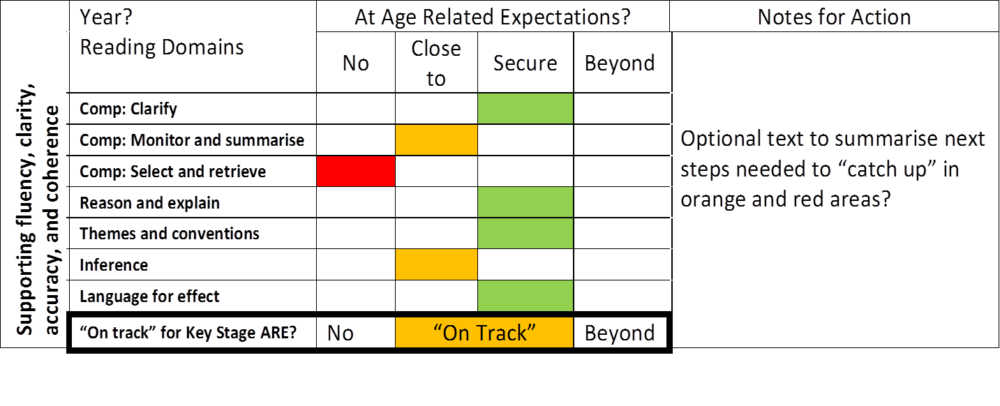 Supporting fluency, clarity,
accuracy, and coherence
Year?
Reading Domains
At Age Related Expectations?
Notes for Action
No
Close
to
Secure
Beyond
Comp: Clarify
Comp: Monitor and summarise
Comp: Select and retrieve
Reason and explain
Themes and conventions
Inference
Language for effect
“On track” for Key Stage ARE?
No
“On Track”
Beyond
Optional text to summarise next
steps needed to “catch up” in
orange and red areas?